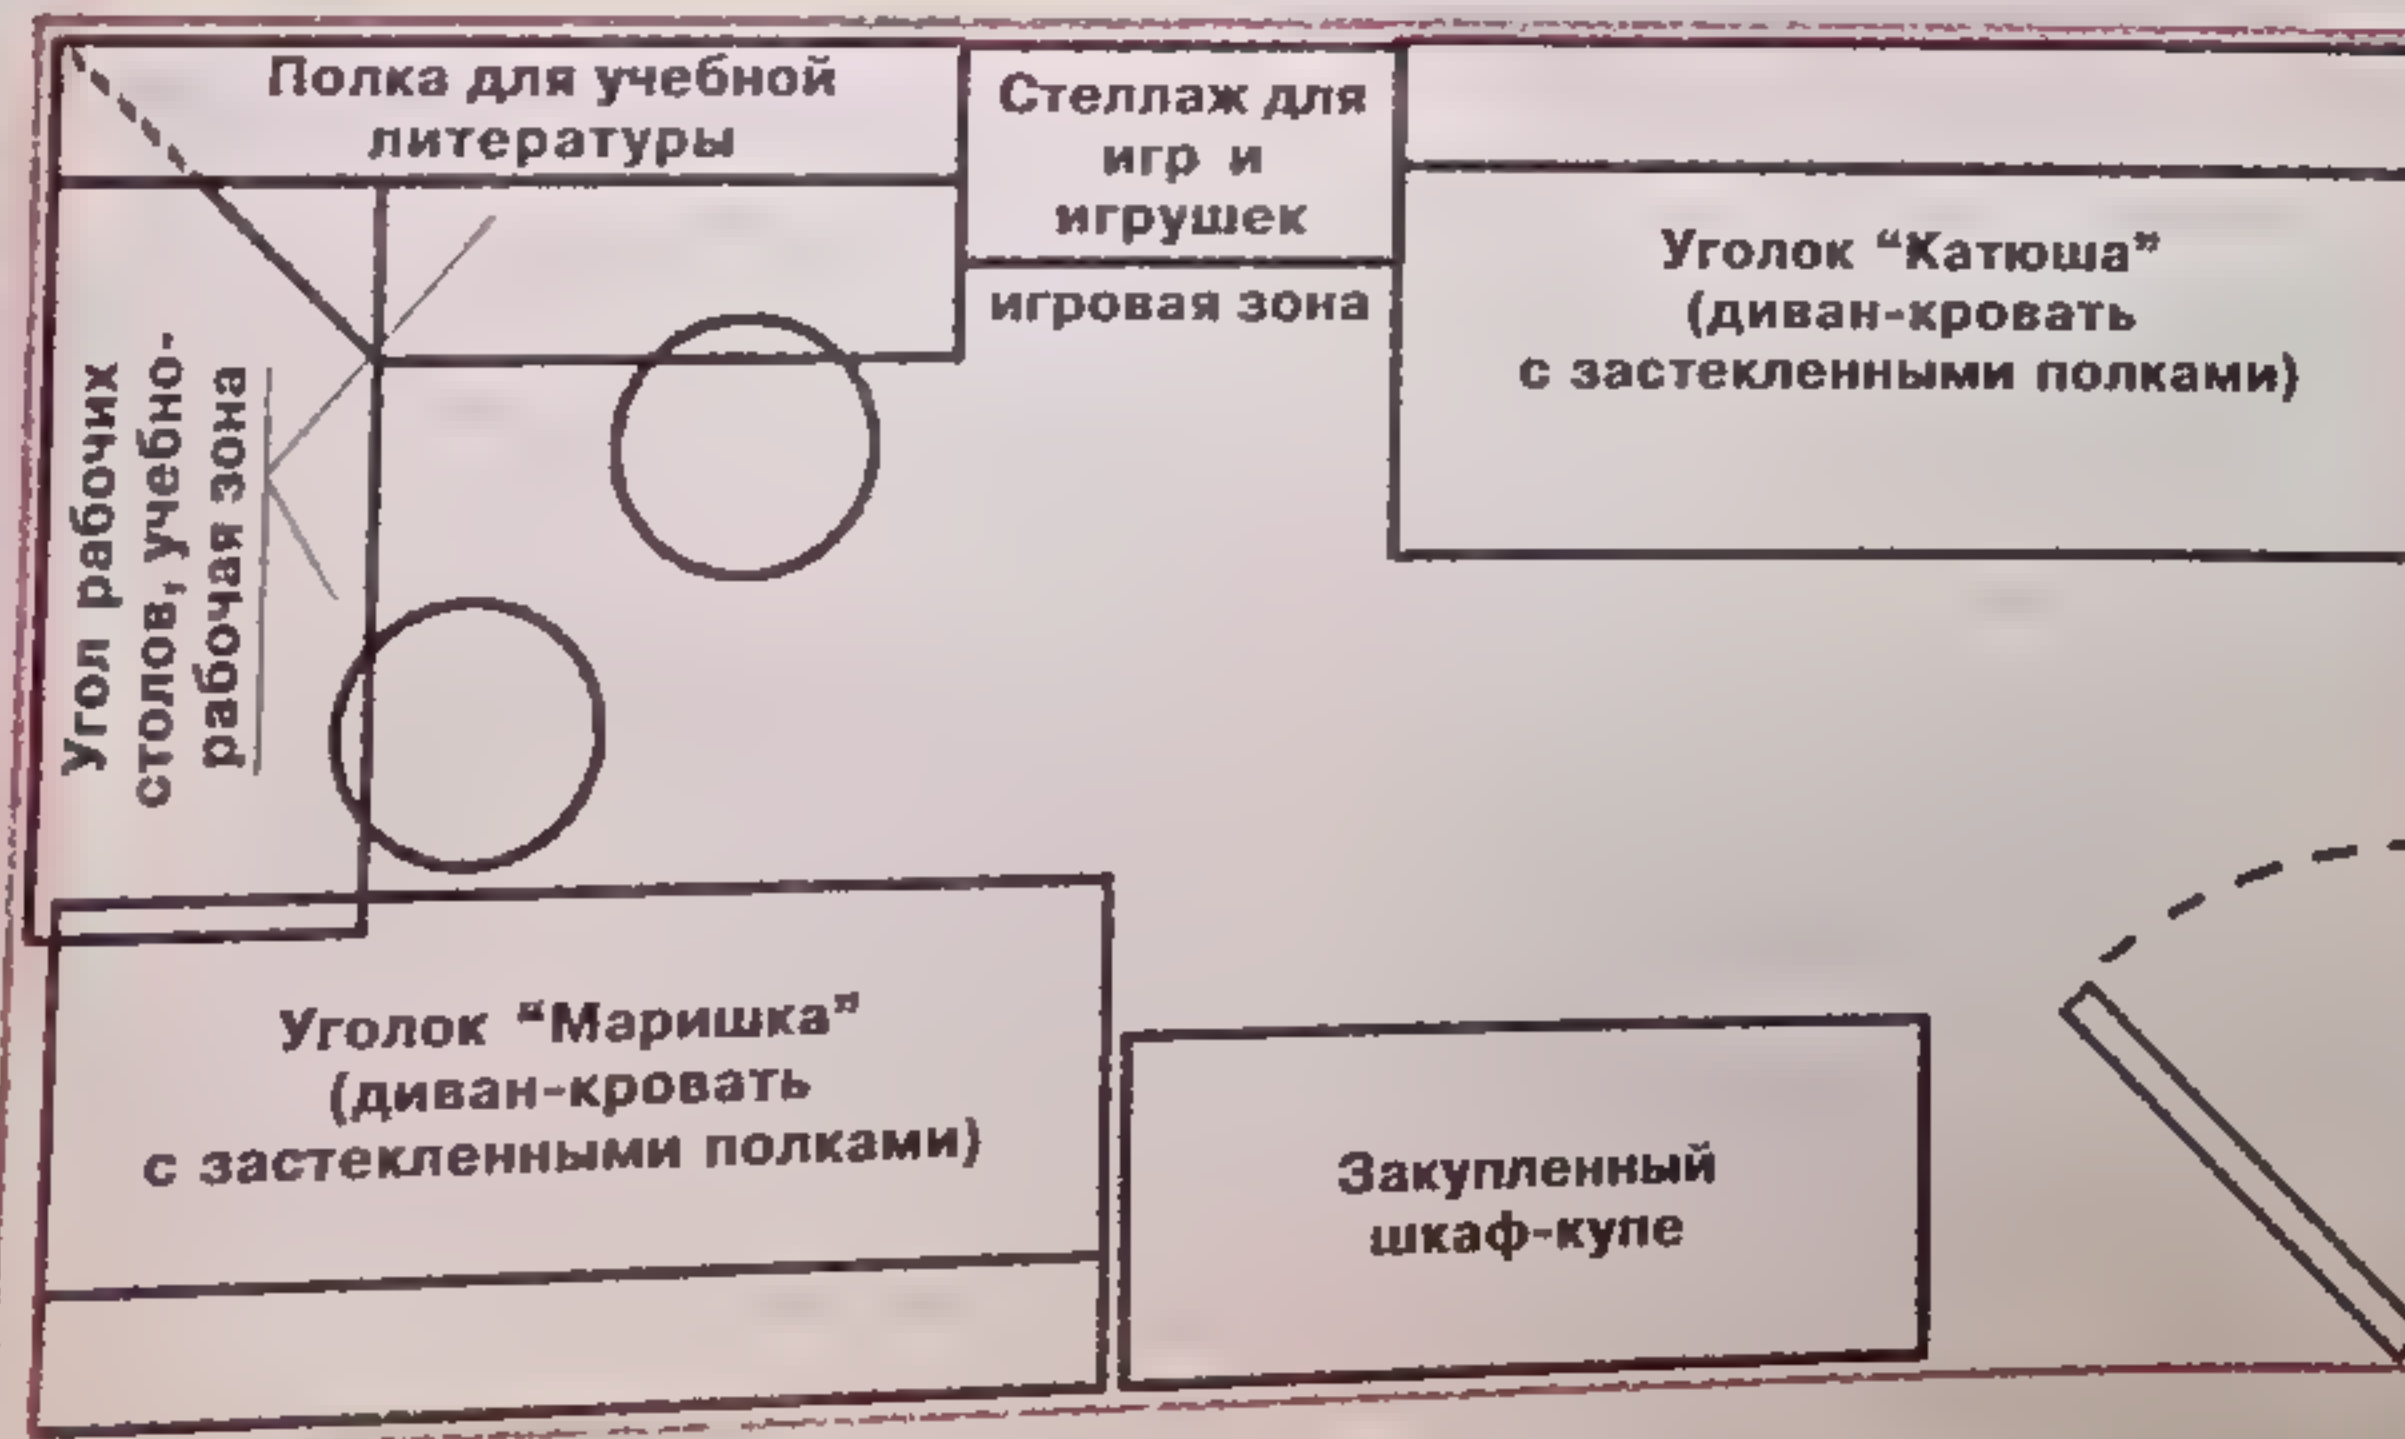 Полка для учебной
литературы
Стеллаж для
игр и
игрушек
игровая зона
Уголок “Катюша”
(диван-кровать
с застекленными полками)
Угол рабочих
столов, учебно-
рабочая зона
Уголок “Маришка”
(диван-кровать
с застекленными полками)
Закупленный
шкаф-купе